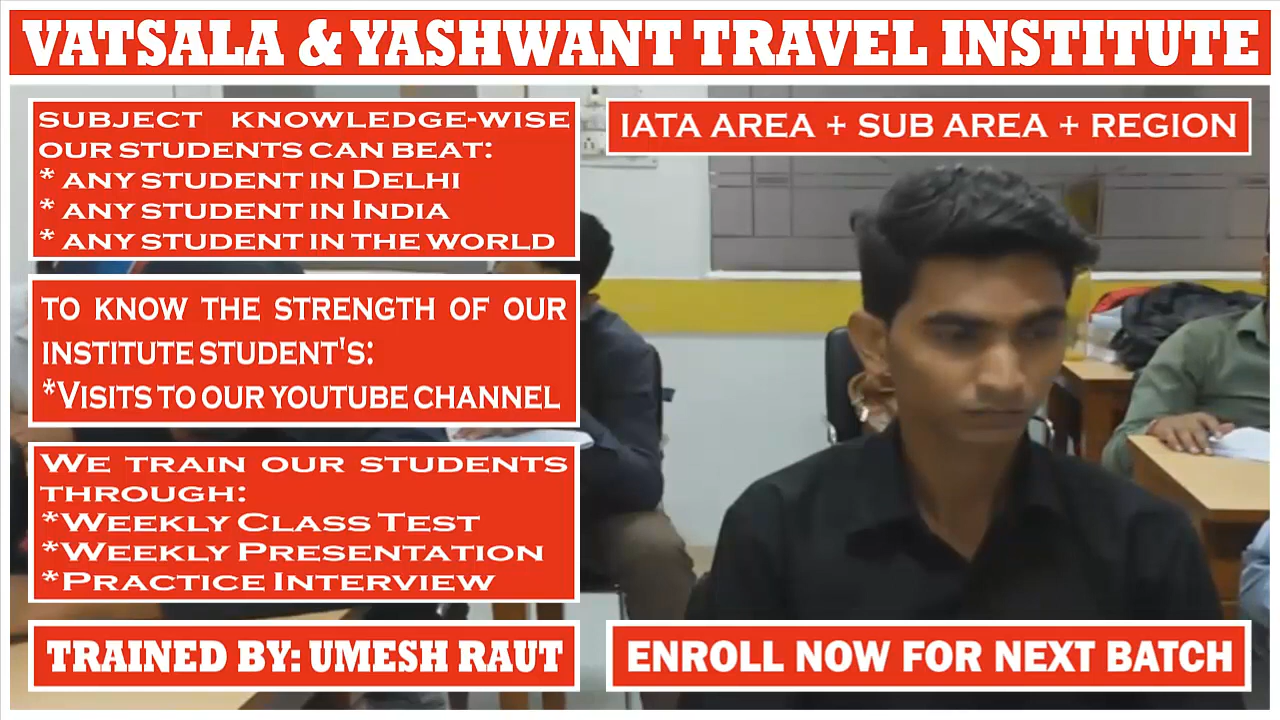 VATSALA & YASHWANT TRAVEL INSTITUTE
SUBJECT KNOWLEDGE-WISE
OUR STUDENTS CAN BEAT:
* ANY STUDENT IN DELHI
* ANY STUDENT IN INDIA
* ANY STUDENT IN THE WORLD
TO KNOW THE STRENGTH OF OUR
INSTITUTE STUDENT'S:
*VISITS TO OUR YOUTUBE CHANNEL
WE TRAIN OUR STUDENTS
THROUGH:
*WEEKLY CLASS TEST
*WEEKLY PRESENTATION
*PRACTICE INTERVIEW
TRAINED BY: UMESH RAUT
IATA AREA + SUB AREA + REGION
ENROLL NOW FOR NEXT BATCH